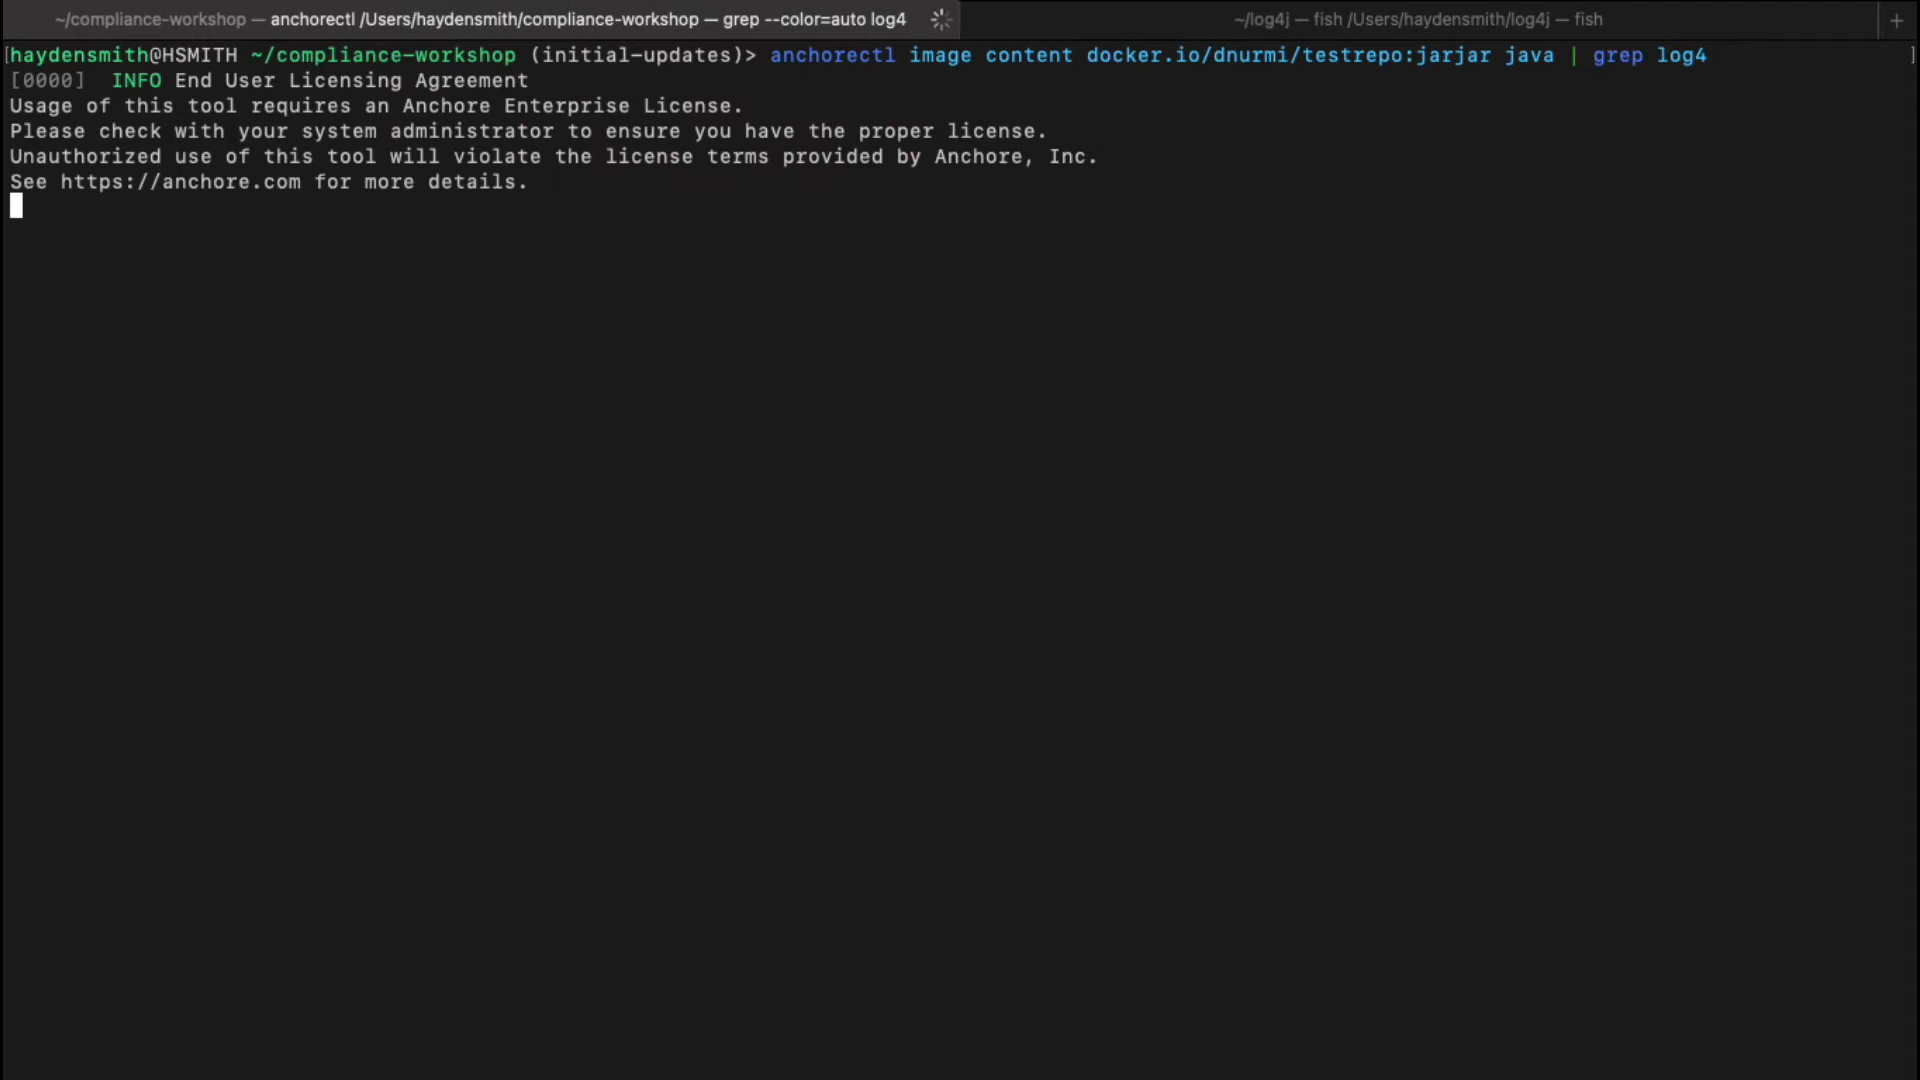 ~/compliance-workshop — anchorectl /Users/haydensmith/compliance-workshop — grep --color=auto log4
~/log4j — fish /Users/haydensmith/log4j — fish
+
[haydensmith@HSMITH ~/compliance-workshop (initial-updates)> anchorectl image content docker.io/dnurmi/testrepo:jarjar java | grep log4 ]
[0000]  INFO End User Licensing Agreement
Usage of this tool requires an Anchore Enterprise License.
Please check with your system administrator to ensure you have the proper license.
Unauthorized use of this tool will violate the license terms provided by Anchore, Inc.
See https://anchore.com for more details.